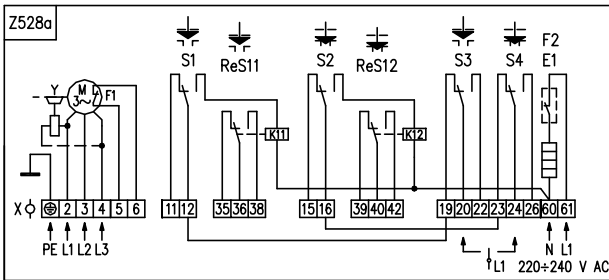 Z528a
S1
ReS11
S2
ReS12
S3
S4
F2
E1
Y
M
3~
F1
K11
K12
X
2
3
4
5
6
11
12
35
36
38
15
16
39
40
42
19
20
22
23
24
26
60
61
PE
L1
L2
L3
L1
N
L1
220÷240 V AC